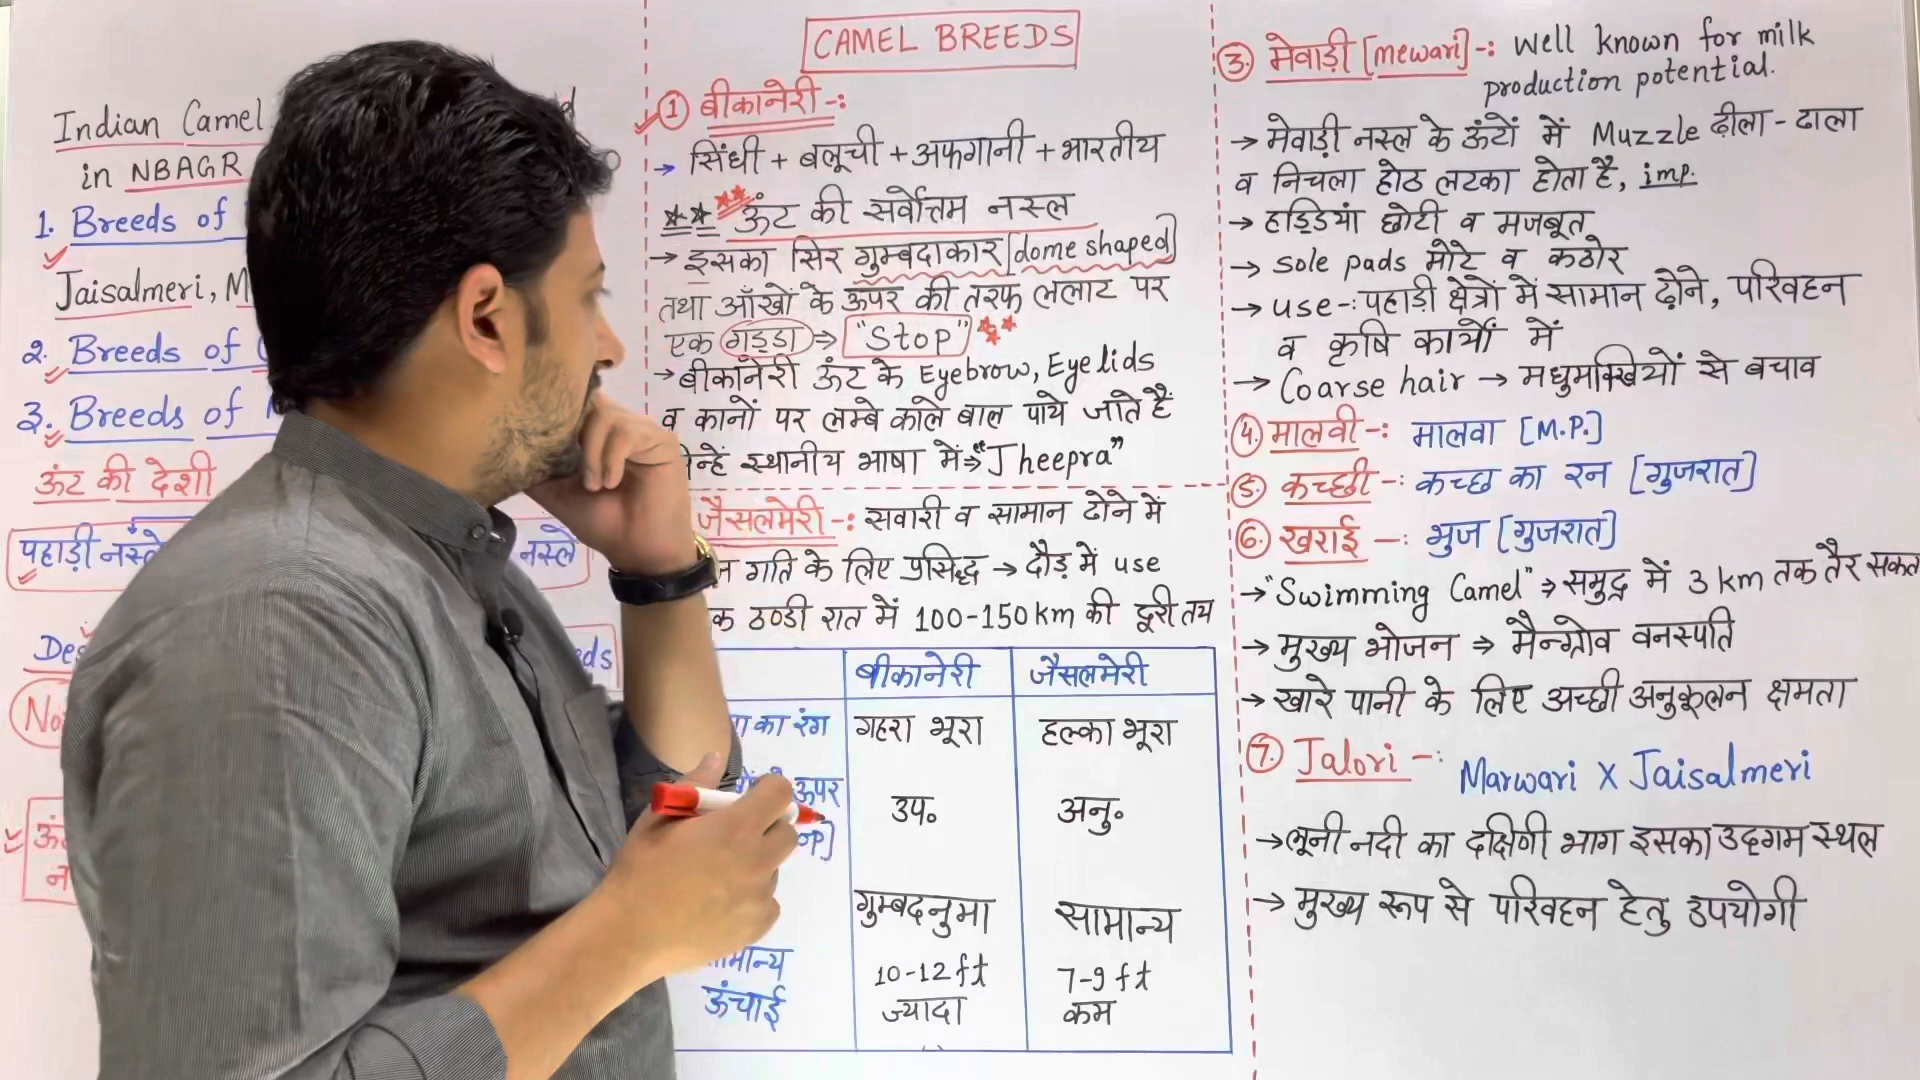 CAMEL BREEDS
Indian Camel
in NBAGR
1. Breeds of
Jaisalmeri,
2. Breeds of
3. Breeds of
ऊंट की देशी
पहाड़ी नस्लें
नस्लें
① बीकानेरी -:
→ सिंधी + बलूची + अफगानी + भारतीय
ऊंट की सर्वोत्तम नस्ल
→ इसका सिर गुम्बदाकार [dome shaped]
तथा आँखों के ऊपर की तरफ ललाट पर
एक गड्डा ⇒ "Stop"
→ बीकानेरी ऊंट के Eyebrow, Eyelids
व कानों पर लम्बे काले बाल पाये जाते हैं
स्थानीय भाषा में ⇒ "Jheepra"
जैसलमेरी -: सवारी व सामान ढोने में
गति के लिए प्रसिद्ध → दौड़ में use
ठण्डी रात में 100-150 km की दूरी तय
बीकानेरी जैसलमेरी
का रंग गहरा भूरा हल्का भूरा
ऊपर उप॰ अनु॰
गुम्बदनुमा सामान्य
10-12 ft 7-9 ft
ऊंचाई ज्यादा कम
③ मेवाड़ी [mewari] -: well known for milk
production potential.
→ मेवाड़ी नस्ल के ऊंटों में Muzzle ढीला-ढाला
व निचला होठ लटका होता है, imp.
→ हड्डियां छोटी व मजबूत
→ sole pads मोटे व कठोर
→ use -: पहाड़ी क्षेत्रों में सामान ढ़ोने, परिवहन
व कृषि कार्यों में
→ Coarse hair → मधुमक्खियों से बचाव
④ मालवी -: मालवा [M.P.]
⑤ कच्छी -: कच्छ का रन [गुजरात]
⑥ खराई -: भुज [गुजरात]
→ "Swimming Camel" ⇒ समुद्र में 3 km तक तैर सकत
→ मुख्य भोजन ⇒ मैन्ग्रोव वनस्पति
→ खारे पानी के लिए अच्छी अनुकूलन क्षमता
⑦ Jalori -: Marwari X Jaisalmeri
→ लूनी नदी का दक्षिणी भाग इसका उदगम स्थल
→ मुख्य रूप से परिवहन हेतु उपयोगी